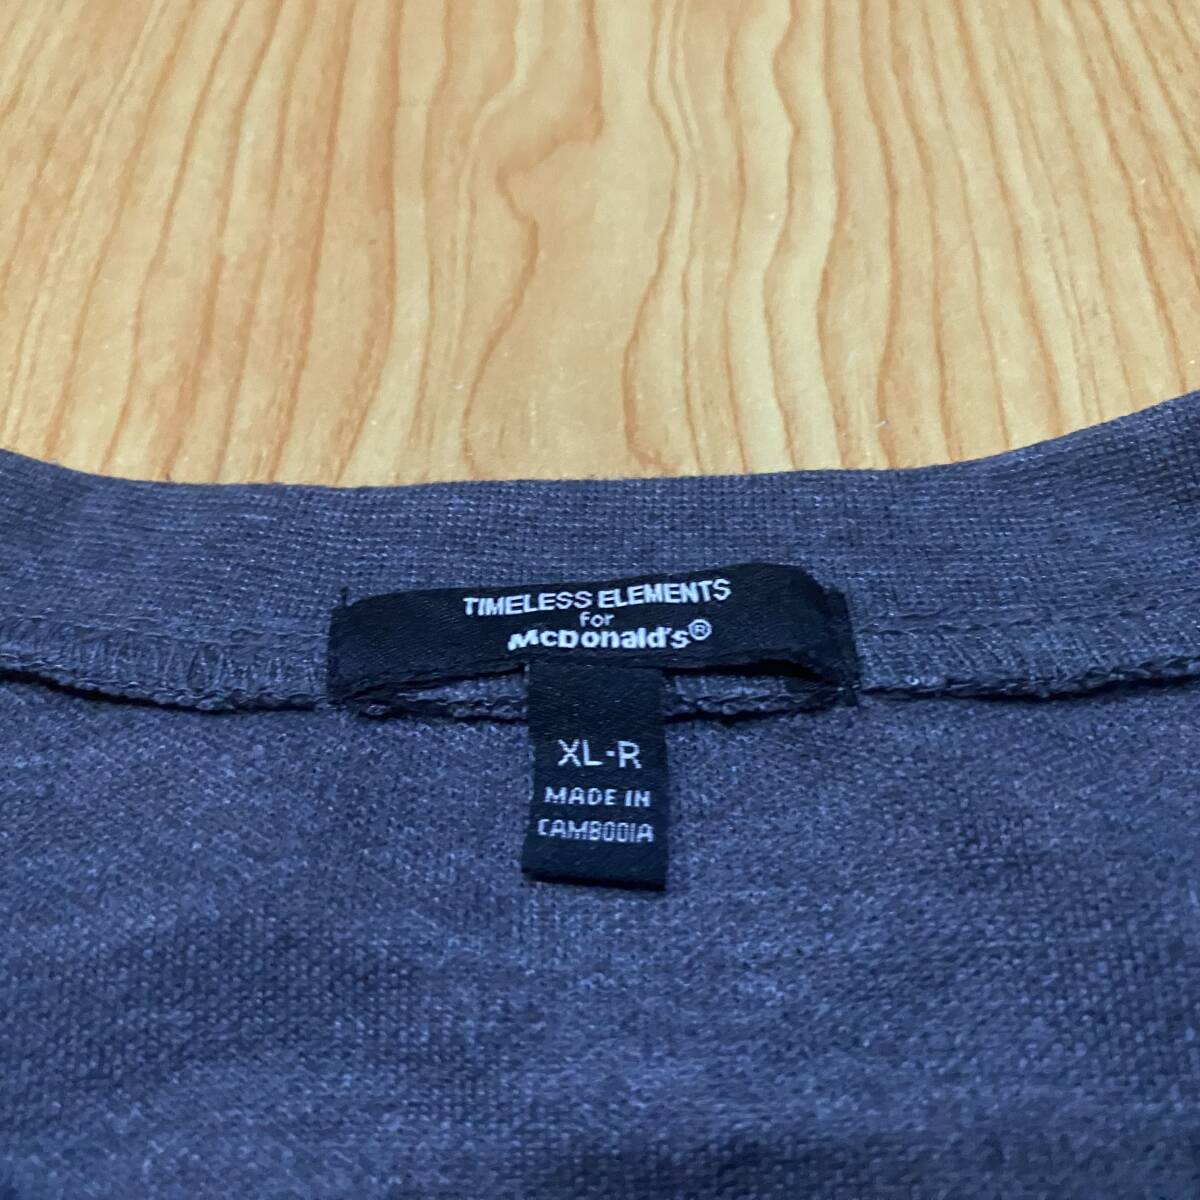 TIMELESS ELEMENTS
for
McDonald's®
XL-R
MADE IN
CAMBODIA